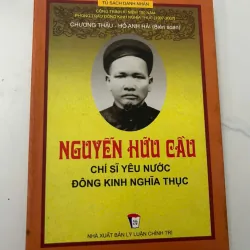 TỦ SÁCH DANH NHÂN
CHƯƠNG THÂU - HỒ ANH HẢI (Biên soạn)
NGUYỄN HỮU CẦU
CHÍ SĨ YÊU NƯỚC
ĐÔNG KINH NGHĨA THỤC
NHÀ XUẤT BẢN LÝ LUẬN CHÍNH TRỊ